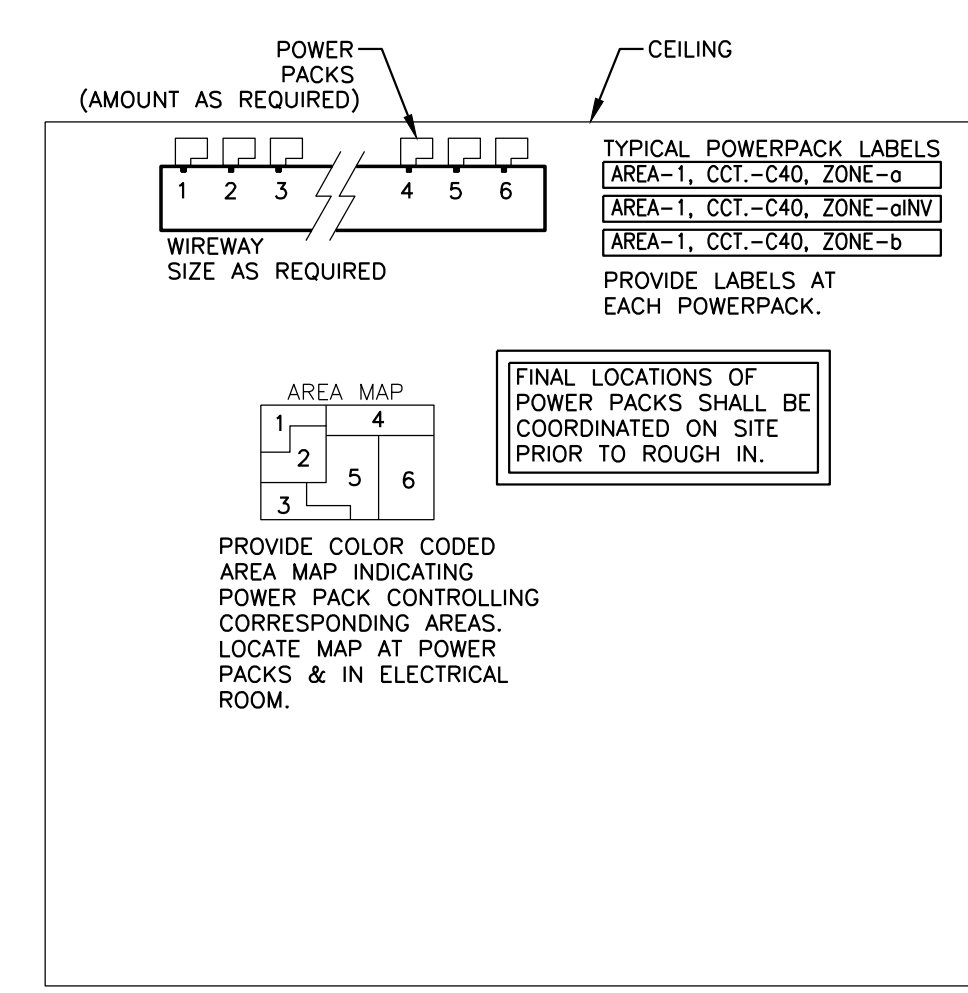 POWER
PACKS
(AMOUNT AS REQUIRED)
CEILING
1 2 3 4 5 6
WIREWAY
SIZE AS REQUIRED
TYPICAL POWERPACK LABELS
AREA-1, CCT.-C40, ZONE-a
AREA-1, CCT.-C40, ZONE-aINV
AREA-1, CCT.-C40, ZONE-b
PROVIDE LABELS AT
EACH POWERPACK.
FINAL LOCATIONS OF
POWER PACKS SHALL BE
COORDINATED ON SITE
PRIOR TO ROUGH IN.
AREA MAP
1 4
2
5 6
3
PROVIDE COLOR CODED
AREA MAP INDICATING
POWER PACK CONTROLLING
CORRESPONDING AREAS.
LOCATE MAP AT POWER
PACKS & IN ELECTRICAL
ROOM.